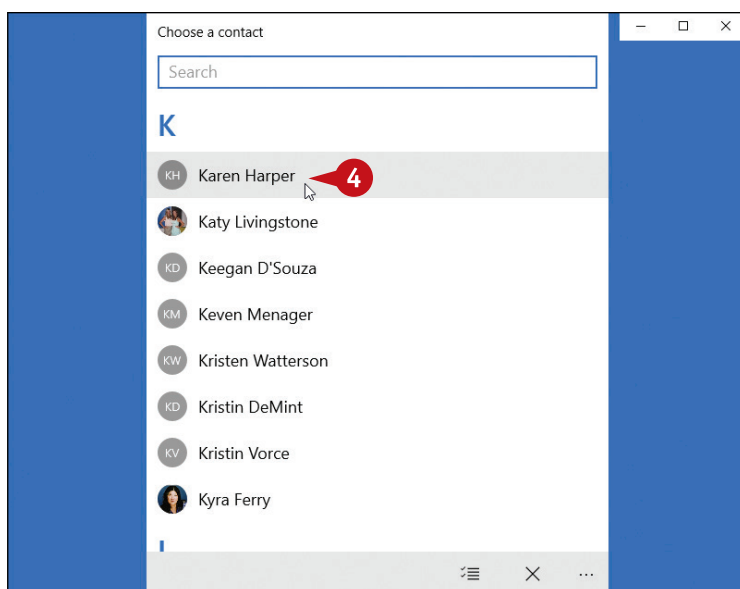 Choose a contact
Search
K
KH Karen Harper 4
Katy Livingstone
KD Keegan D'Souza
KM Keven Menager
KW Kristen Watterson
KD Kristin DeMint
KV Kristin Vorce
Kyra Ferry